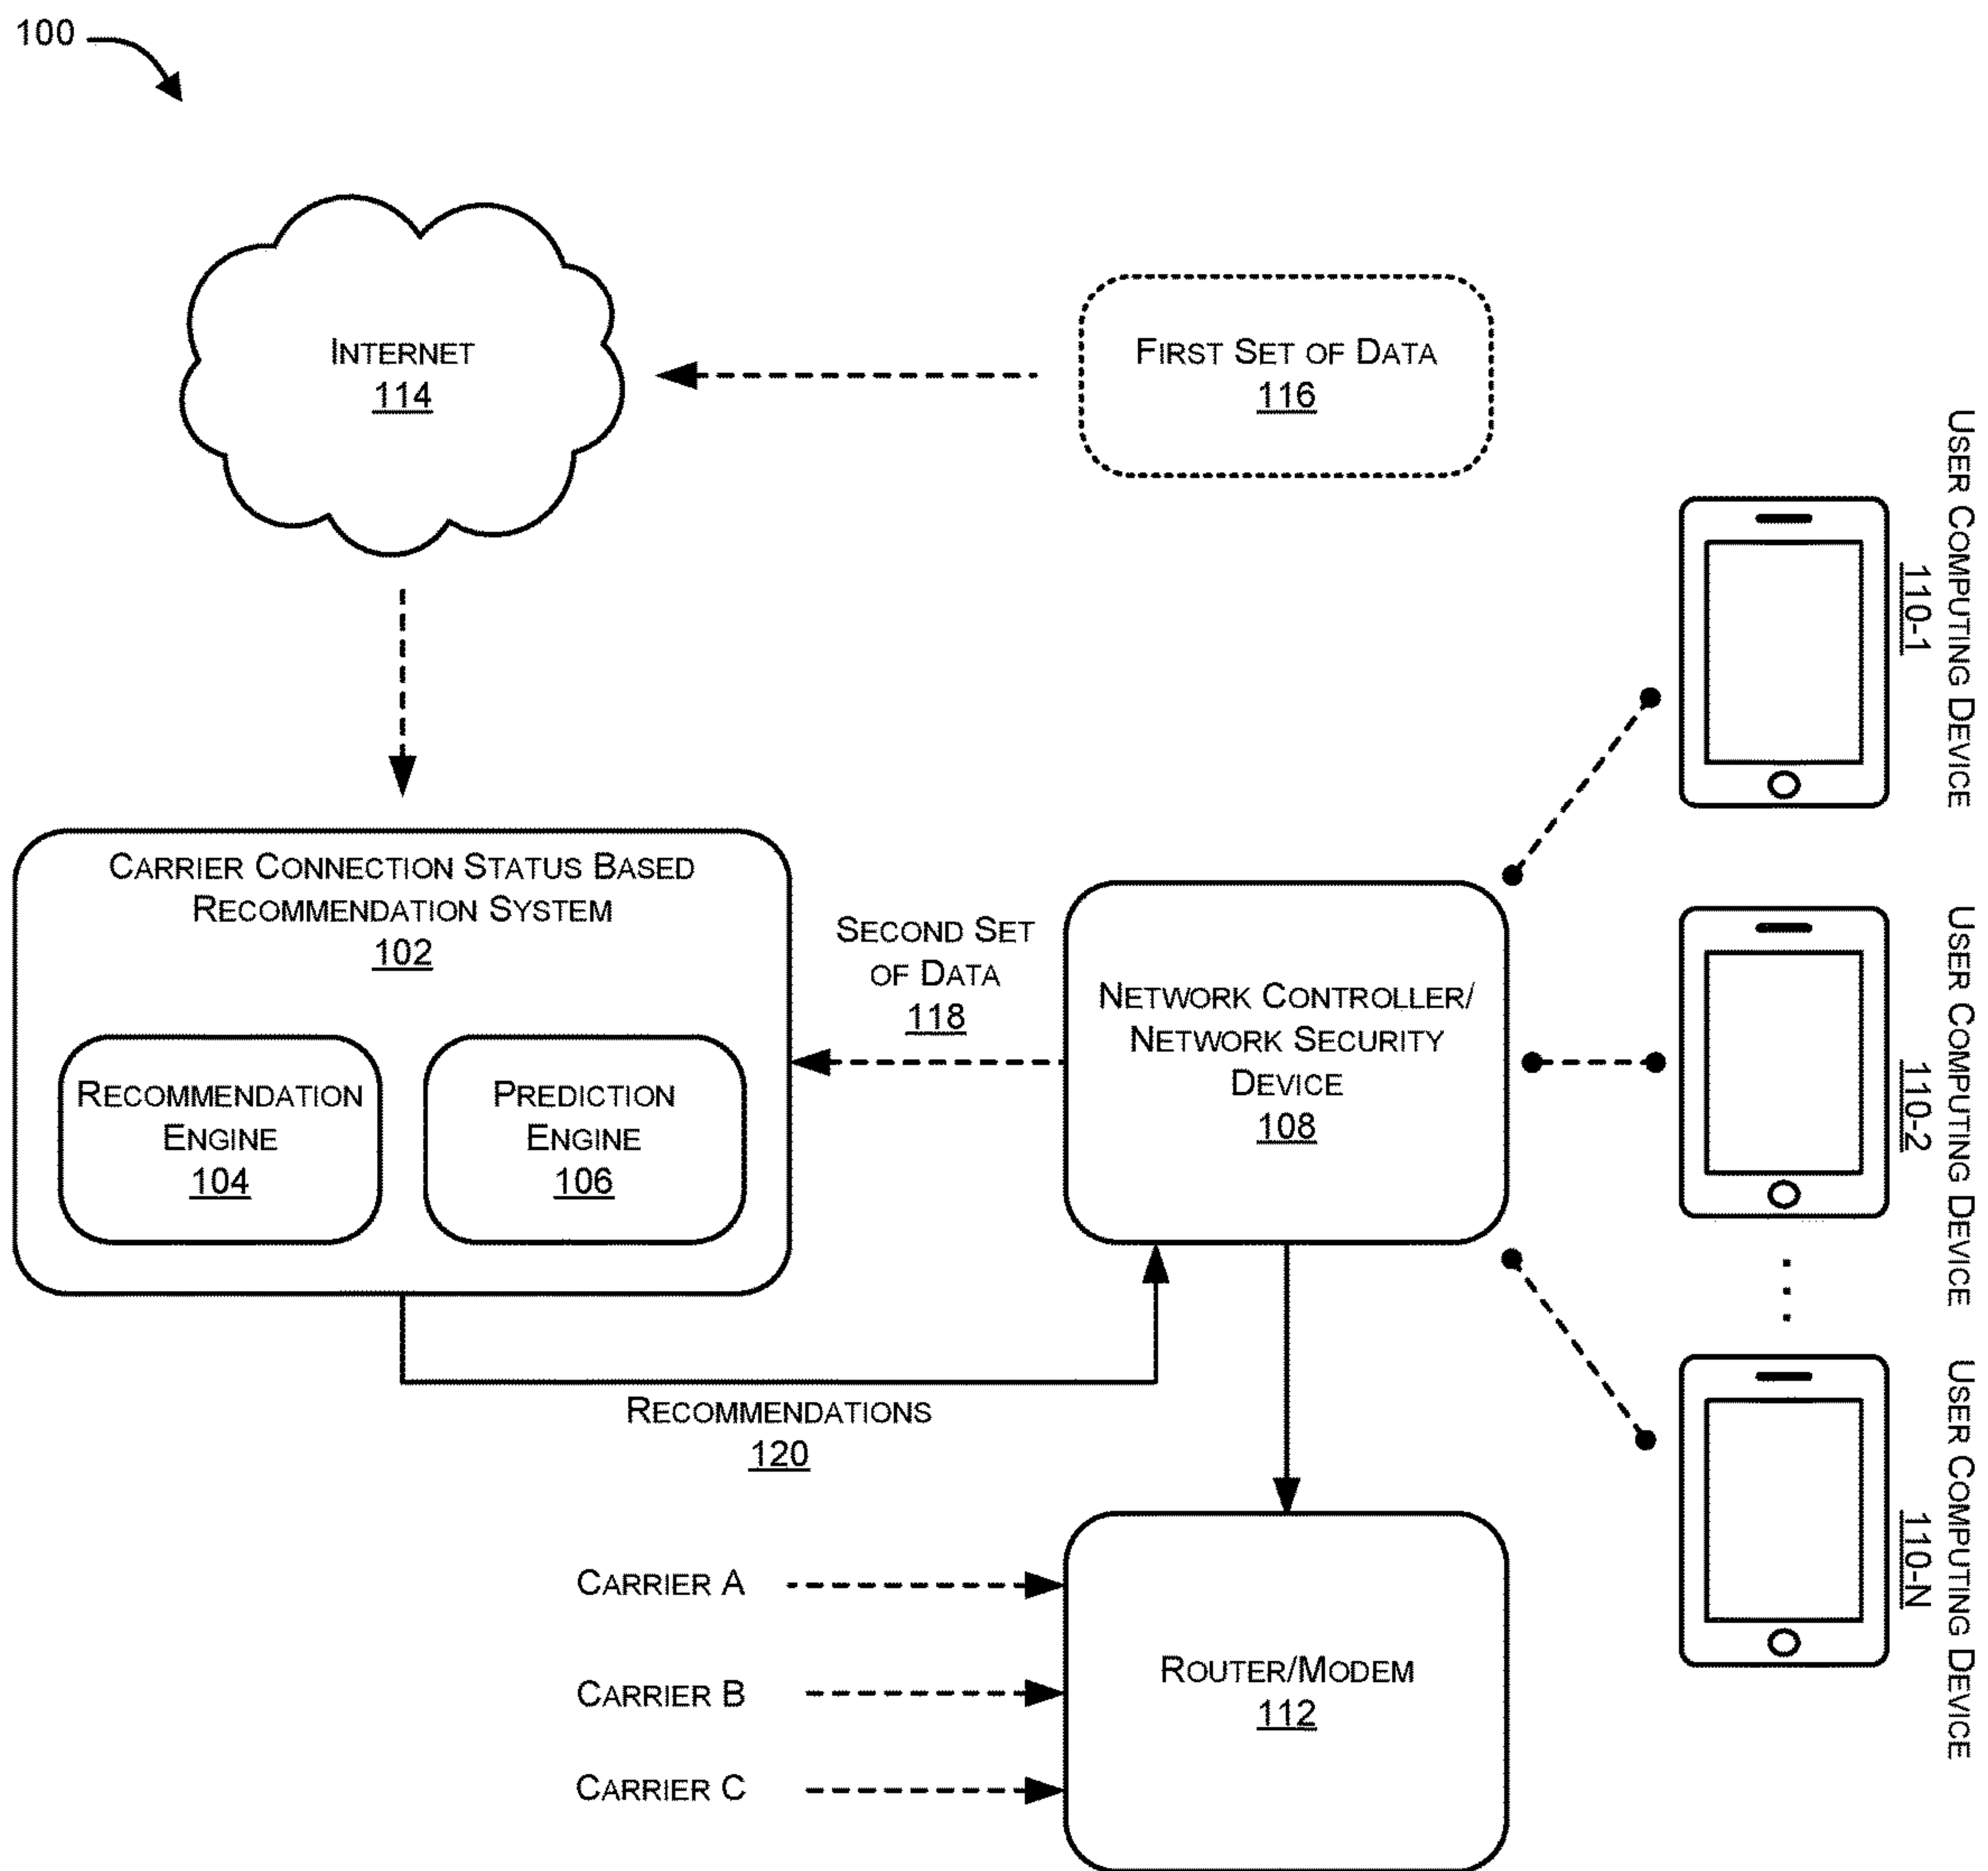 100
INTERNET
114
FIRST SET OF DATA
116
USER COMPUTING DEVICE
110-1
CARRIER CONNECTION STATUS BASED
RECOMMENDATION SYSTEM
102
RECOMMENDATION
ENGINE
104
PREDICTION
ENGINE
106
SECOND SET
OF DATA
118
NETWORK CONTROLLER/
NETWORK SECURITY
DEVICE
108
USER COMPUTING DEVICE
110-2
RECOMMENDATIONS
120
USER COMPUTING DEVICE
110-N
CARRIER A
CARRIER B
CARRIER C
ROUTER/MODEM
112